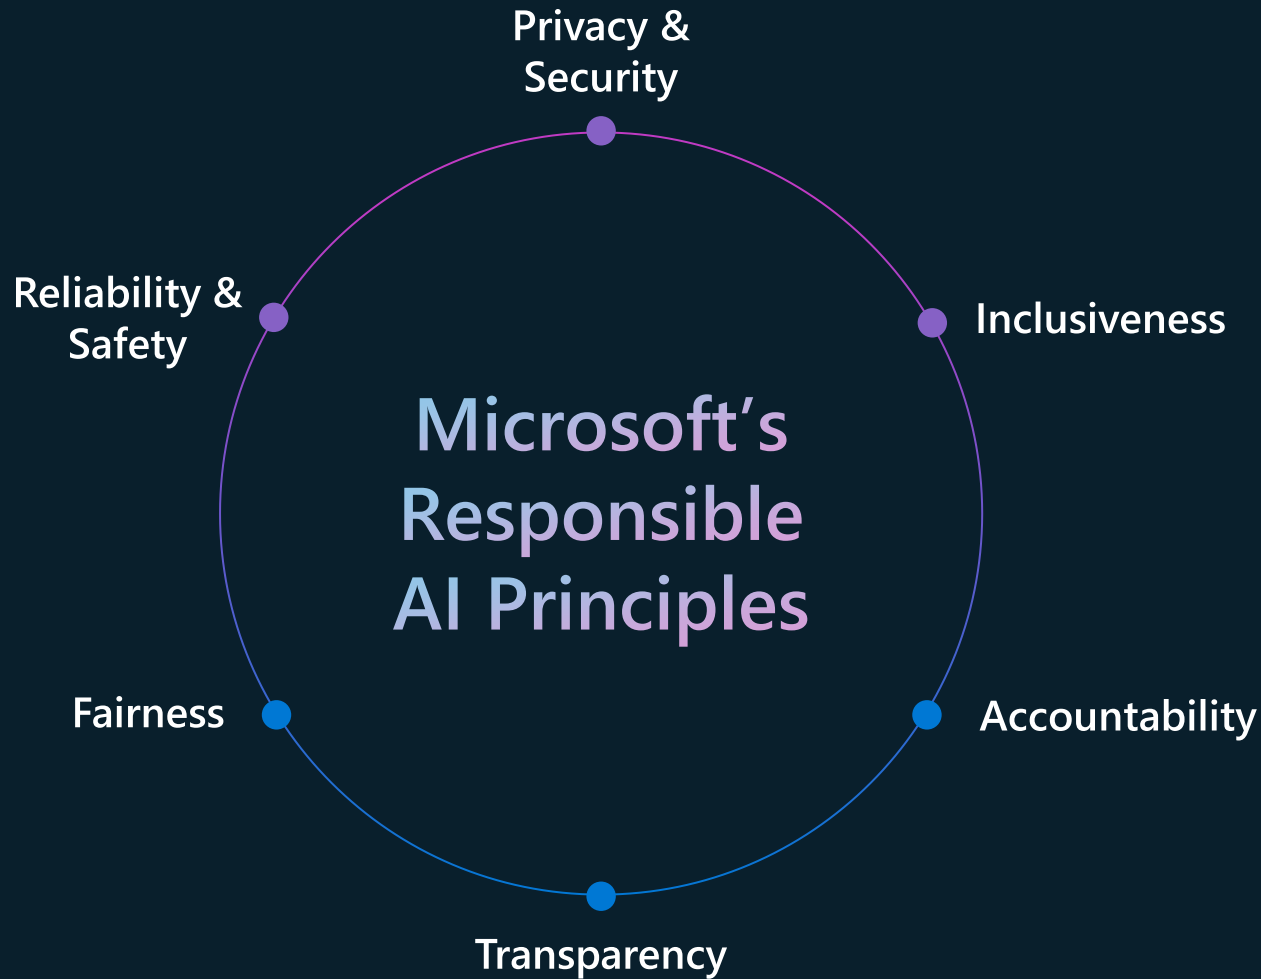 Privacy &
Security
Reliability &
Safety
Inclusiveness
Microsoft’s
Responsible
AI Principles
Fairness
Accountability
Transparency